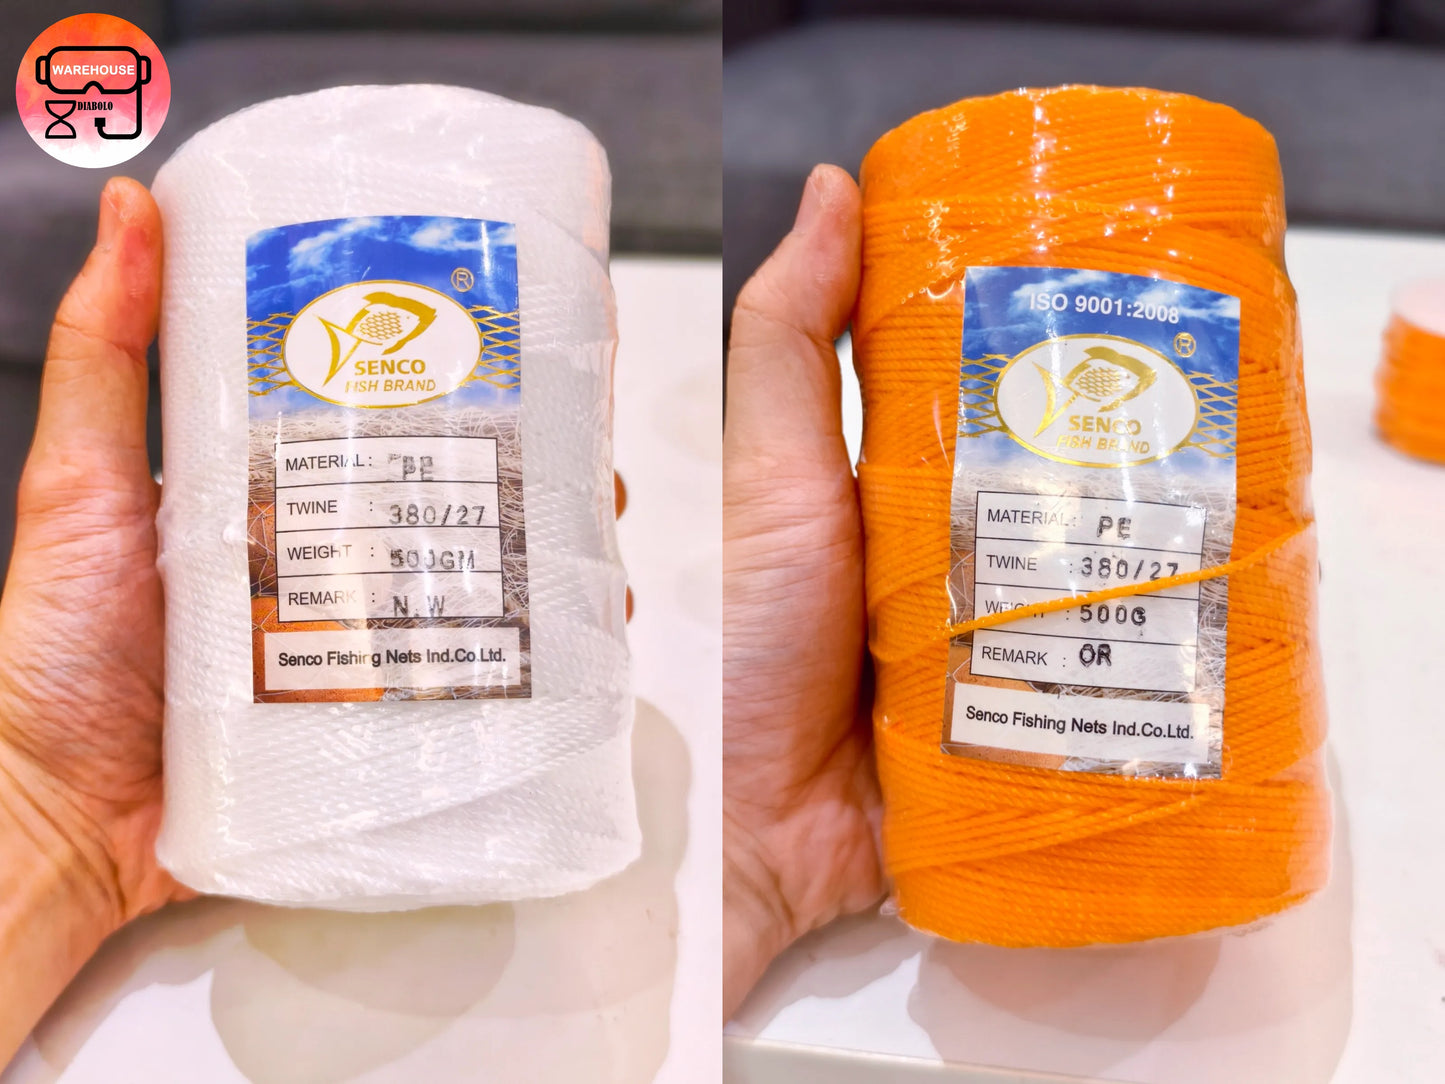 WAREHOUSE
DIABOLO
®
SENCO
FISH BRAND
MATERIAL : PE
TWINE : 380/27
WEIGHT : 500GM
REMARK : N.W
Senco Fishing Nets Ind.Co.Ltd.
ISO 9001:2008
®
SENCO
FISH BRAND
MATERIAL : PE
TWINE : 380/27
WEIGHT : 500G
REMARK : OR
Senco Fishing Nets Ind.Co.Ltd.